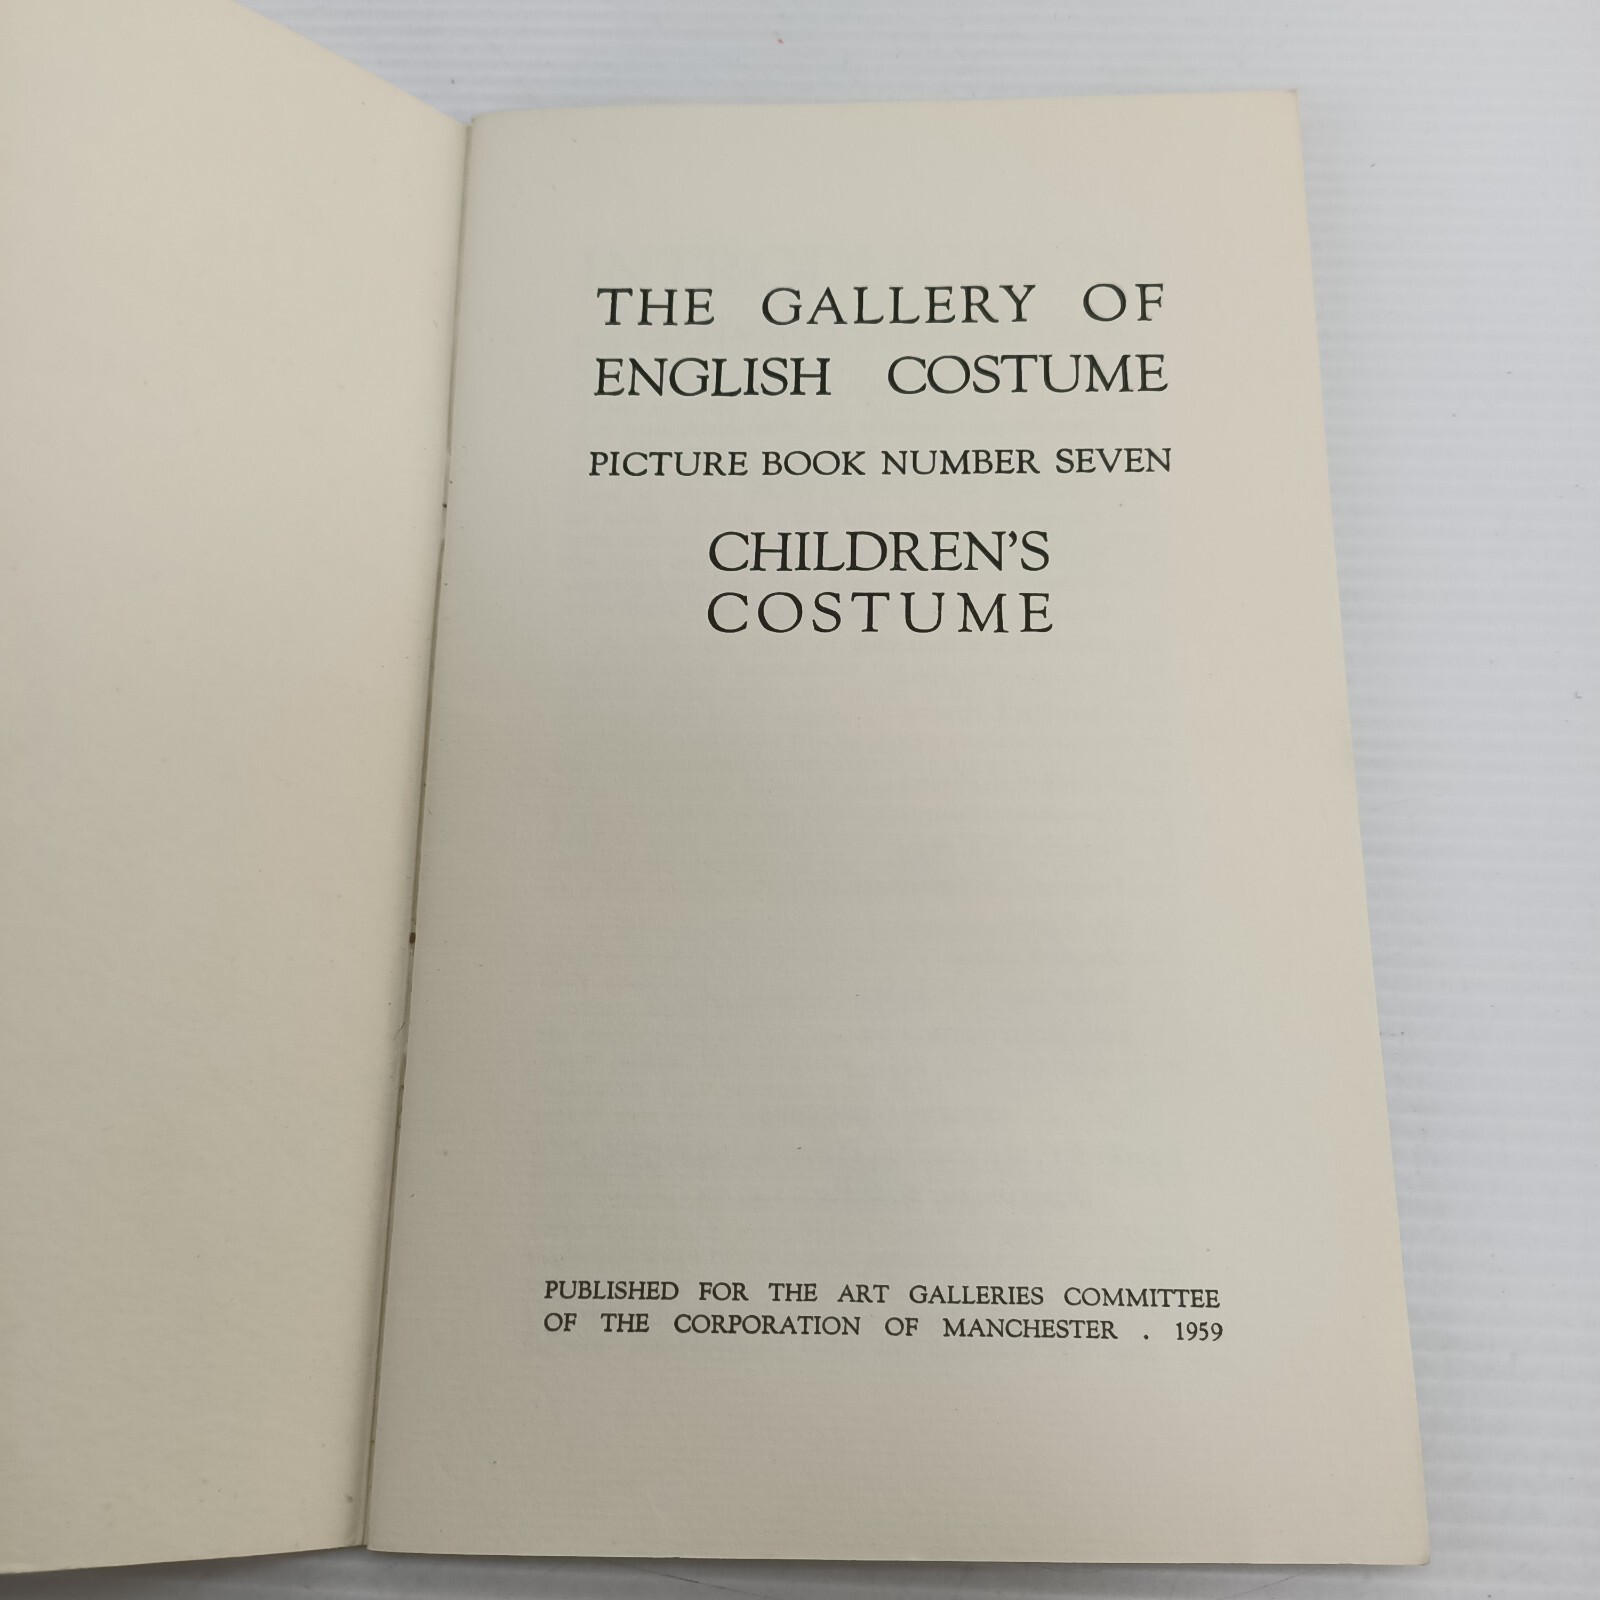 THE GALLERY OF
ENGLISH COSTUME
PICTURE BOOK NUMBER SEVEN
CHILDREN'S
COSTUME
PUBLISHED FOR THE ART GALLERIES COMMITTEE
OF THE CORPORATION OF MANCHESTER . 1959